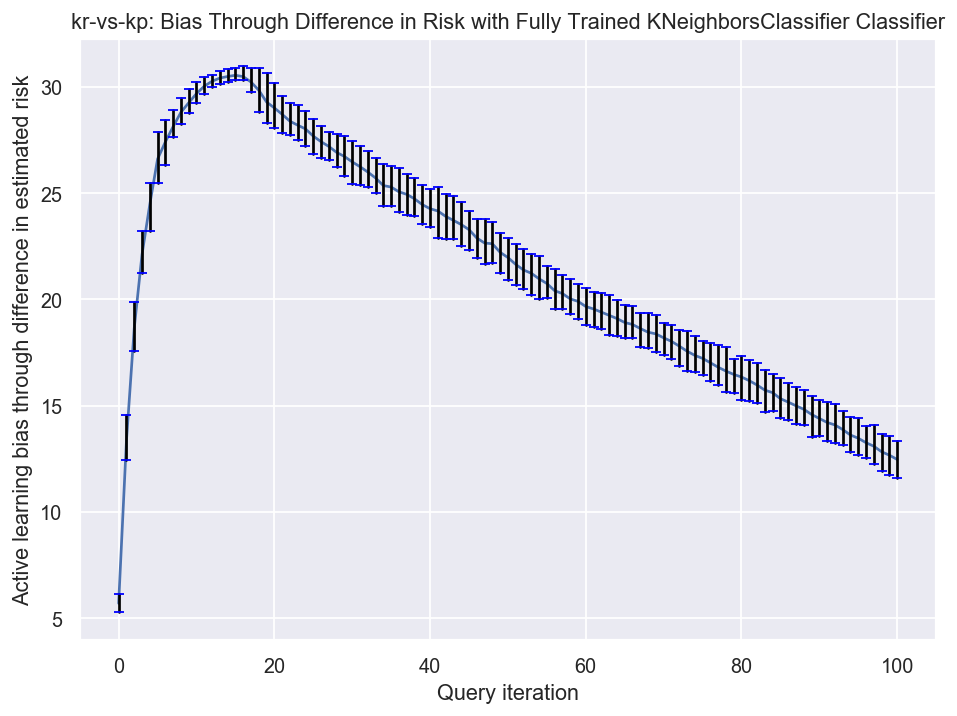 kr-vs-kp: Bias Through Difference in Risk with Fully Trained KNeighborsClassifier Classifier
Active learning bias through difference in estimated risk
30
25
20
15
10
5
0 20 40 60 80 100
Query iteration